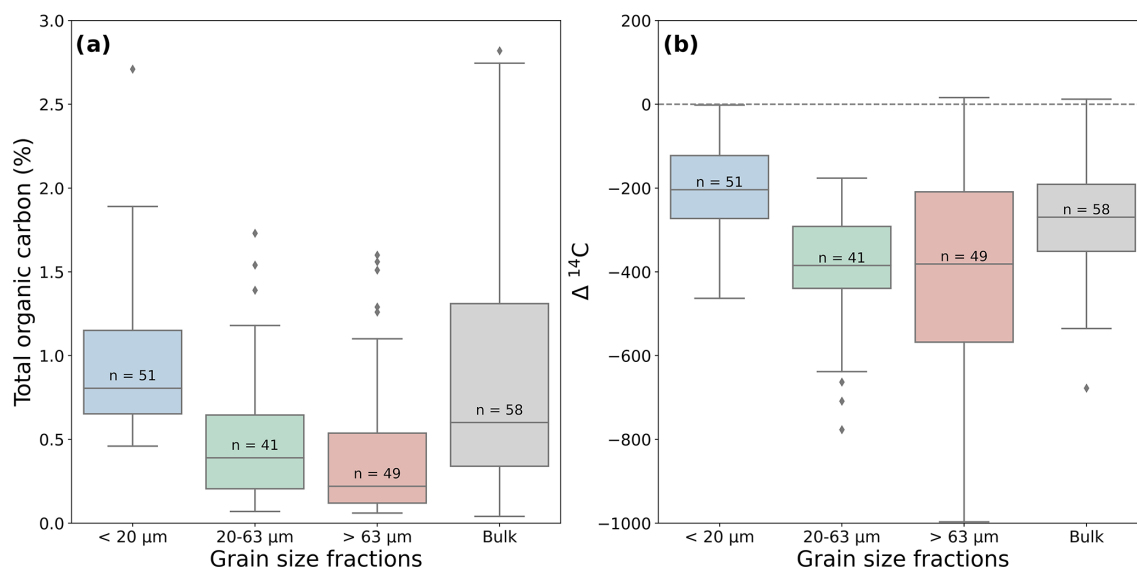 (a)
Total organic carbon (%)
3.0
2.5
2.0
1.5
1.0
0.5
0.0
n = 51
n = 41
n = 49
n = 58
< 20 μm
20-63 μm
> 63 μm
Bulk
Grain size fractions
(b)
Δ ¹⁴C
200
0
−200
−400
−600
−800
−1000
n = 51
n = 41
n = 49
n = 58
< 20 μm
20-63 μm
> 63 μm
Bulk
Grain size fractions